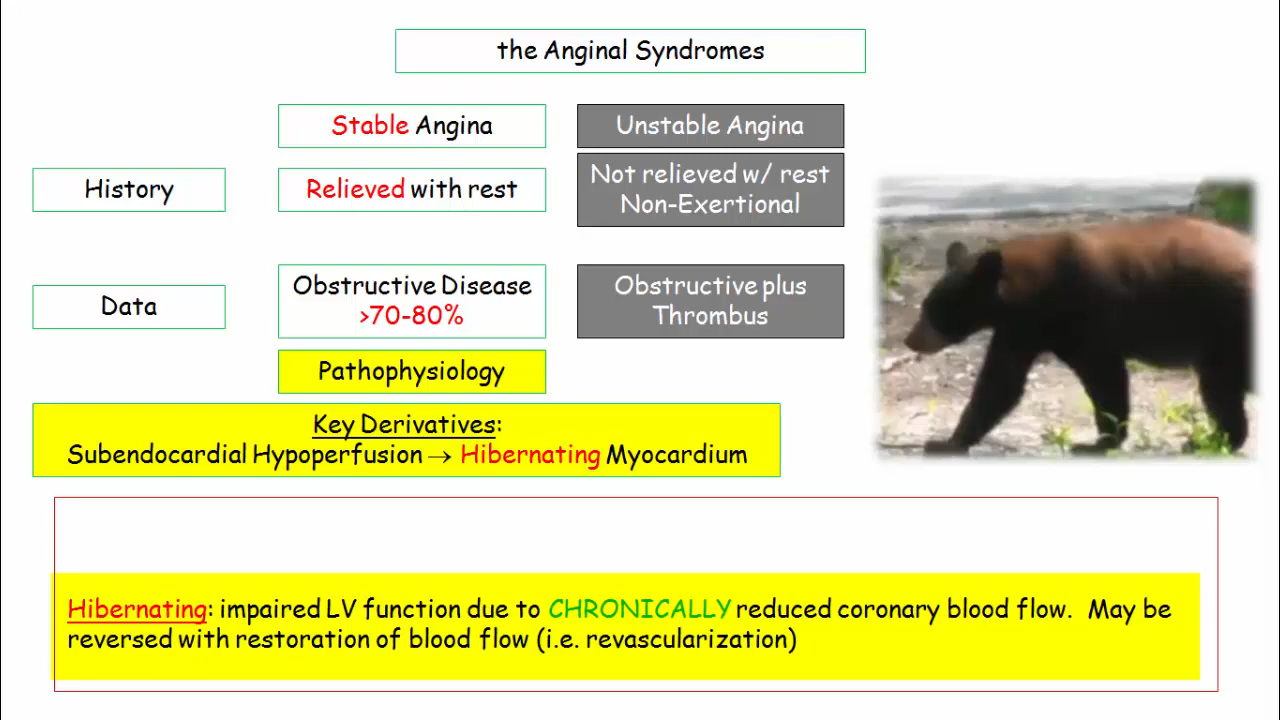 the Anginal Syndromes
Stable Angina
Unstable Angina
History
Relieved with rest
Not relieved w/ rest
Non-Exertional
Data
Obstructive Disease
>70-80%
Obstructive plus
Thrombus
Pathophysiology
Key Derivatives:
Subendocardial Hypoperfusion → Hibernating Myocardium
Hibernating: impaired LV function due to CHRONICALLY reduced coronary blood flow. May be
reversed with restoration of blood flow (i.e. revascularization)